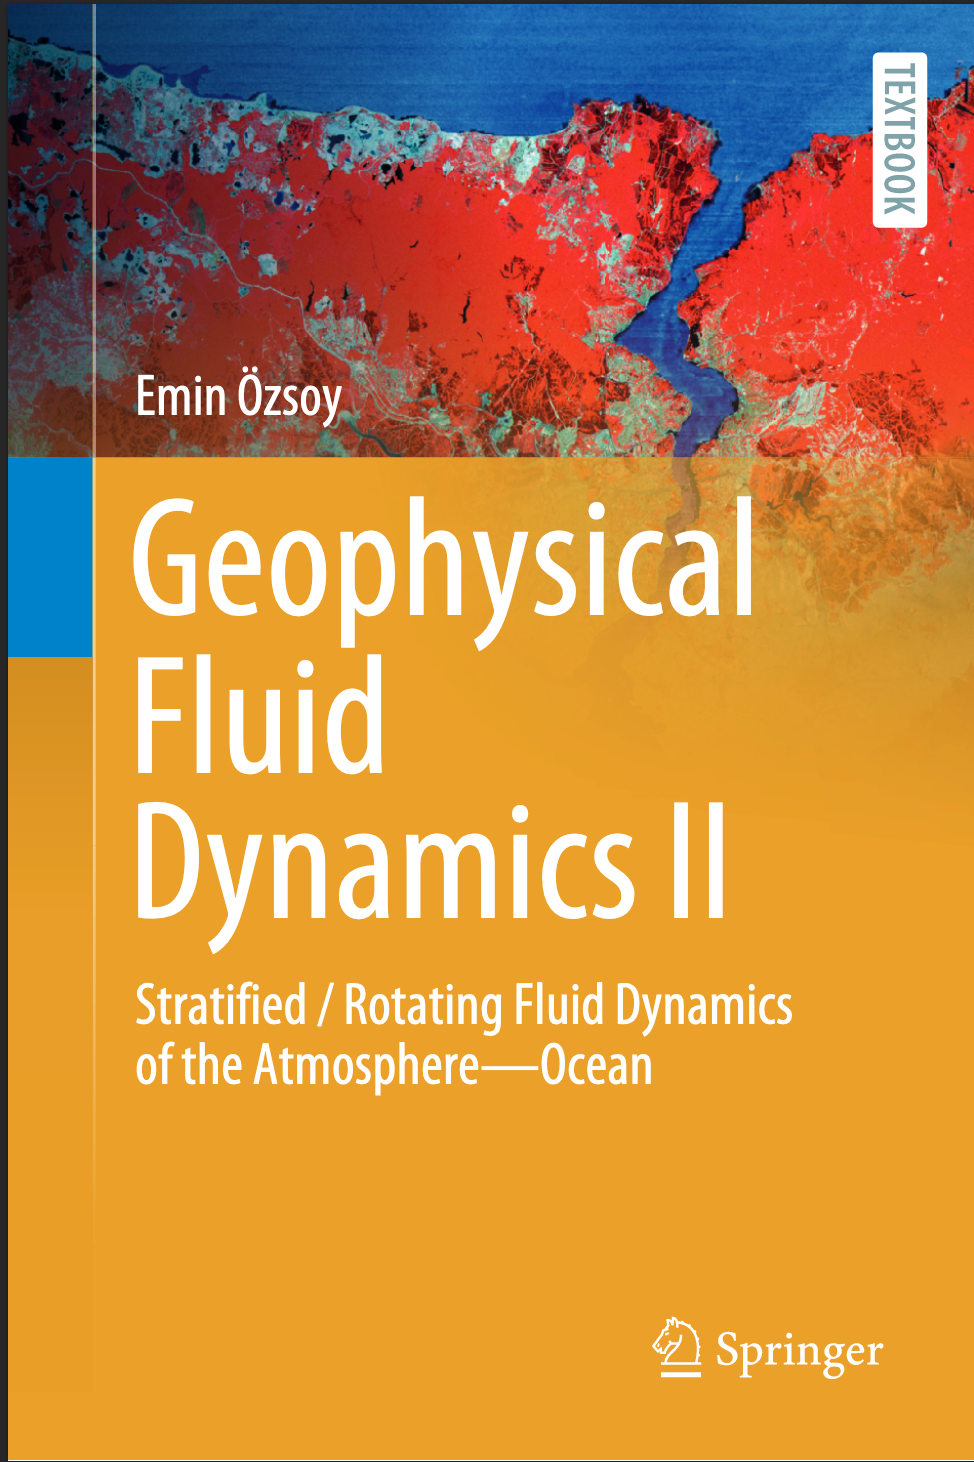 TEXTBOOK
Emin Özsoy
Geophysical
Fluid
Dynamics II
Stratified / Rotating Fluid Dynamics
of the Atmosphere—Ocean
Springer